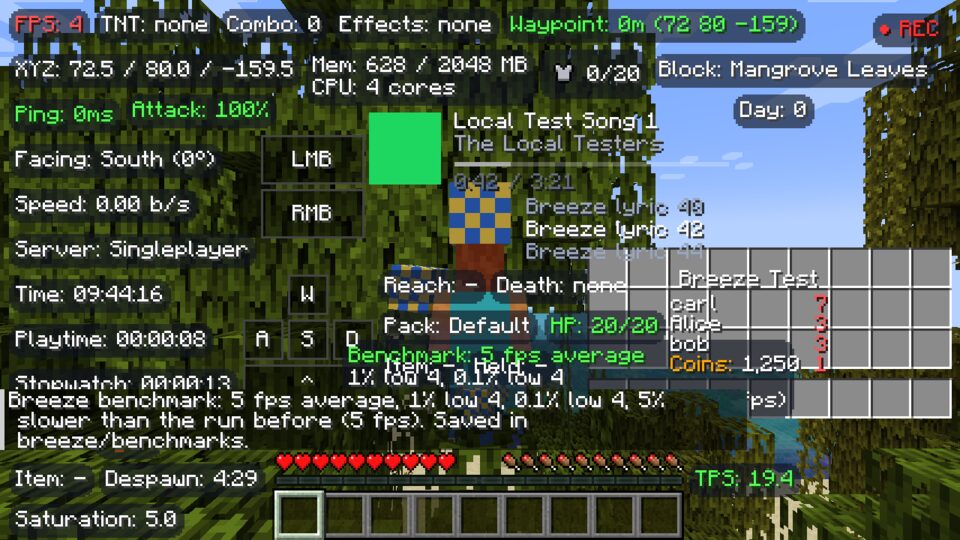 FPS: 4 TNT: none Combo: 0 Effects: none Waypoint: 0m (72 80 -159) ● REC
XYZ: 72.5 / 80.0 / -159.5
Mem: 628 / 2048 MB
CPU: 4 cores
0/20
Block: Mangrove Leaves
Ping: 0ms
Attack: 100%
Day: 0
Local Test Song 1
The Local Testers
0:42 / 3:21
Facing: South (0°)
LMB
RMB
Speed: 0.00 b/s
Breeze lyric 40
Breeze lyric 42
Breeze lyric 44
Server: Singleplayer
Reach: - Death: none
Breeze Test
carl 7
Alice 3
bob 3
Coins: 1,250 1
Time: 09:44:16
W
A S D
Pack: Default HP: 20/20
Playtime: 00:00:08
Benchmark: 5 fps average
1% low 4, 0.1% low 4
Item: - Held: -
Stopwatch: 00:00:13
^
Breeze benchmark: 5 fps average, 1% low 4, 0.1% low 4, 5%
slower than the run before (5 fps). Saved in
breeze/benchmarks.
fps)
Item: - Despawn: 4:29
TPS: 19.4
Saturation: 5.0